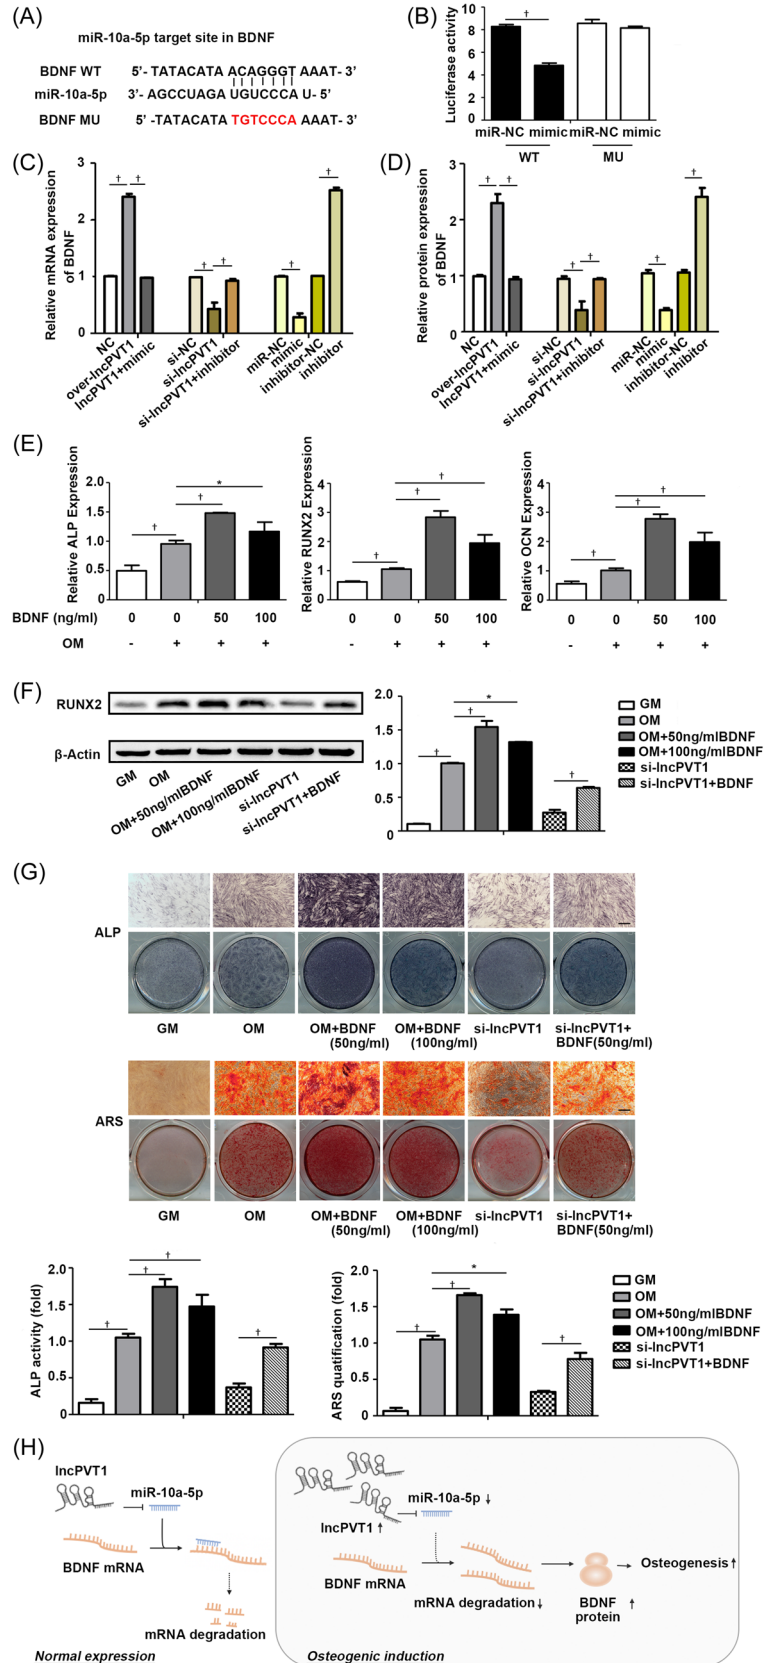 (A)
miR-10a-5p target site in BDNF
BDNF WT 5'- TATACATA ACAGGGT AAAT- 3'
miR-10a-5p 3'- AGCCUAGA UGUCCCA U- 5'
BDNF MU 5' -TATACATA TGTCCCA AAAT- 3'
(B)
Luciferase activity
10
8
6
4
2
0
†
miR-NC mimic miR-NC mimic
WT MU
(C)
Relative mRNA expression
of BDNF
3
2
1
0
† † † † † †
NC
over-lncPVT1
lncPVT1+mimic
si-NC
si-lncPVT1
si-lncPVT1+inhibitor
miR-NC
mimic
inhibitor-NC
inhibitor
(D)
Relative protein expression
of BDNF
3
2
1
0
† † † † † †
NC
over-lncPVT1
lncPVT1+mimic
si-NC
si-lncPVT1
si-lncPVT1+inhibitor
miR-NC
mimic
inhibitor-NC
inhibitor
(E)
Relative ALP Expression
2.0
1.5
1.0
0.5
0
*
†
†
Relative RUNX2 Expression
4
3
2
1
0
†
†
†
Relative OCN Expression
4
3
2
1
0
†
†
†
BDNF (ng/ml) 0 0 50 100 0 0 50 100 0 0 50 100
OM - + + + - + + + - + + +
(F)
RUNX2
β-Actin
GM
OM
OM+50ng/mlBDNF
OM+100ng/mlBDNF
si-lncPVT1
si-lncPVT1+BDNF
2.0
1.5
1.0
0.5
0
*
†
†
†
GM
OM
OM+50ng/mlBDNF
OM+100ng/mlBDNF
si-lncPVT1
si-lncPVT1+BDNF
(G)
ALP
GM OM OM+BDNF OM+BDNF si-lncPVT1 si-lncPVT1+
(50ng/ml) (100ng/ml) BDNF(50ng/ml)
ARS
GM OM OM+BDNF OM+BDNF si-lncPVT1 si-lncPVT1+
(50ng/ml) (100ng/ml) BDNF(50ng/ml)
ALP activity (fold)
2.0
1.5
1.0
0.5
0
†
†
†
†
ARS quatification (fold)
2.0
1.5
1.0
0.5
0
*
†
†
†
GM
OM
OM+50ng/mlBDNF
OM+100ng/mlBDNF
si-lncPVT1
si-lncPVT1+BDNF
(H)
lncPVT1
miR-10a-5p
BDNF mRNA
mRNA degradation
Normal expression
miR-10a-5p
lncPVT1
BDNF mRNA
mRNA degradation
BDNF
protein
Osteogenesis
Osteogenic induction